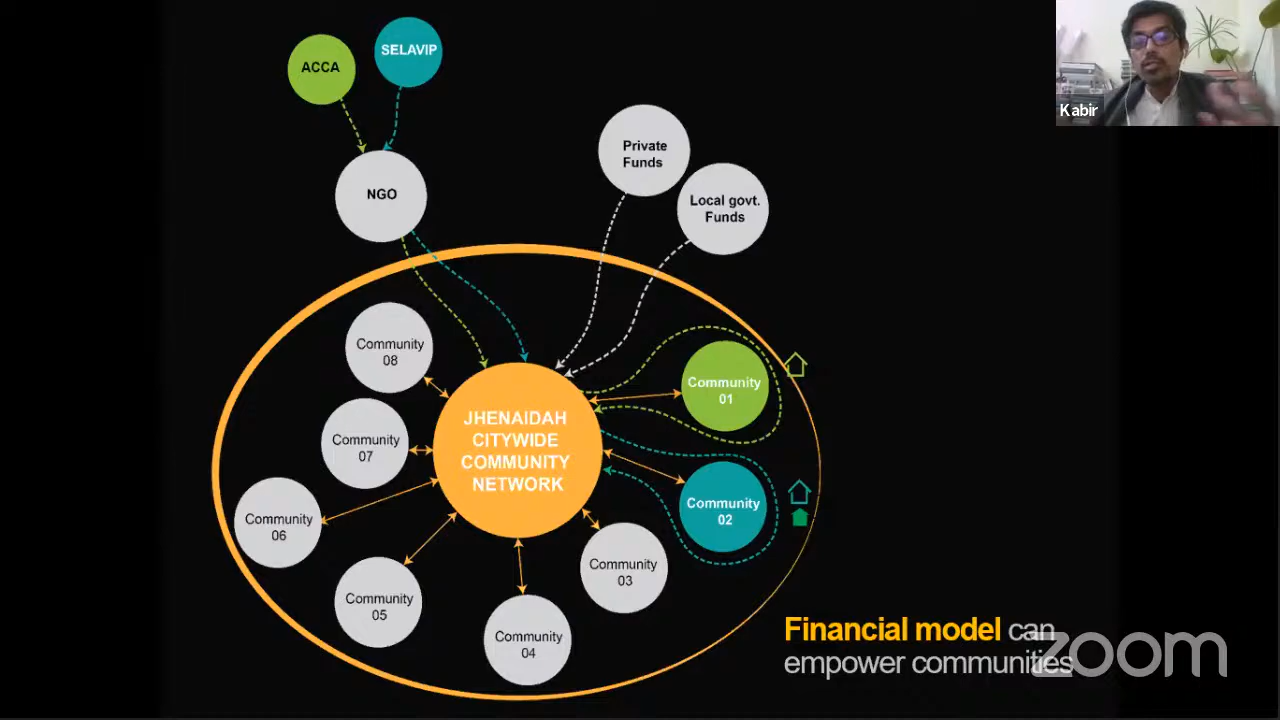 SELAVIP
ACCA
Kabir
Private
Funds
NGO
Local govt.
Funds
Community
08
Community
01
JHENAIDAH
CITYWIDE
COMMUNITY
NETWORK
Community
07
Community
02
Community
06
Community
03
Community
05
Community
04
Financial model can
empower communities
zoom